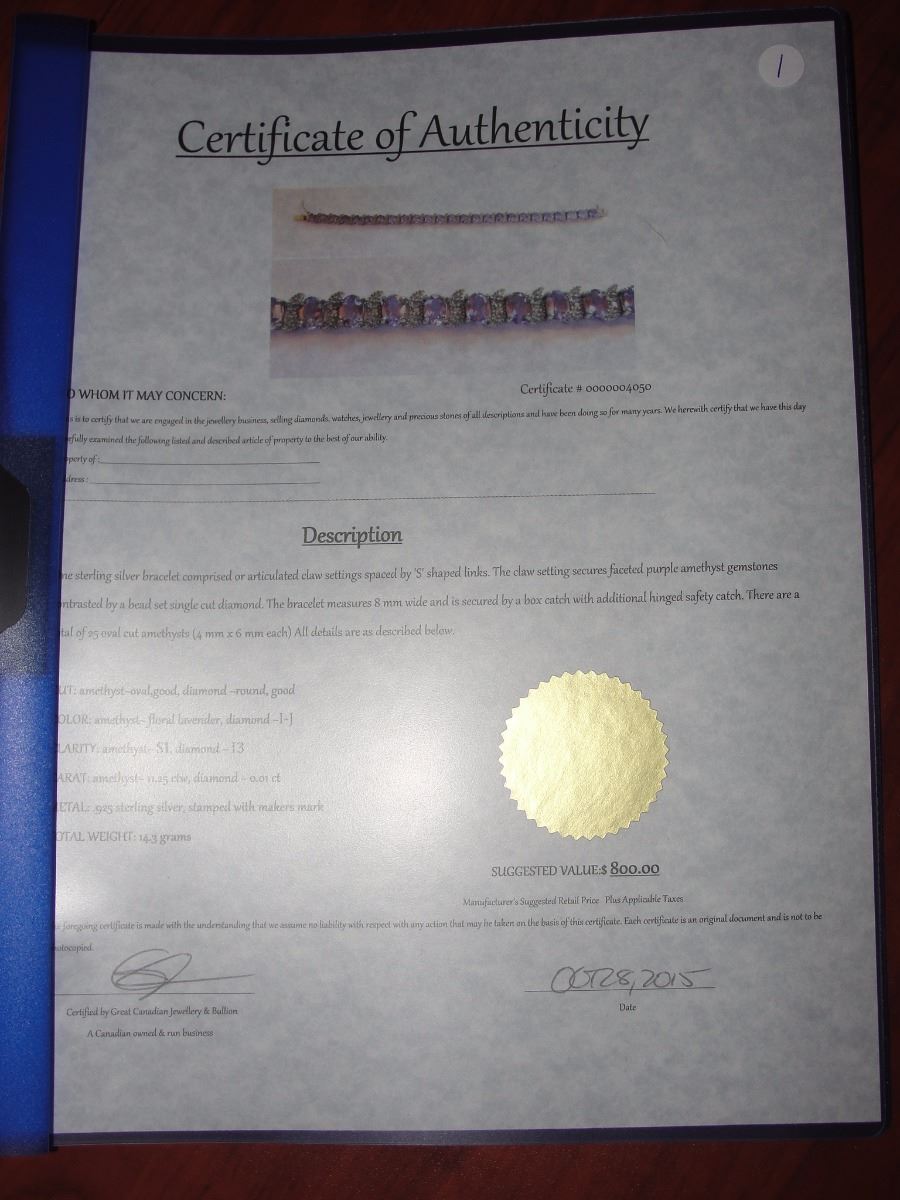 1
Certificate of Authenticity
O WHOM IT MAY CONCERN:
Certificate # 0000004050
s is to certify that we are engaged in the jewellery business, selling diamonds, watches, jewellery and precious stones of all descriptions and have been doing so for many years. We herewith certify that we have this day
efully examined the following listed and described article of property to the best of our ability.
perty of:
dress:
Description
ne sterling silver bracelet comprised or articulated claw settings spaced by 'S' shaped links. The claw setting secures faceted purple amethyst gemstones
ntrasted by a bead set single cut diamond. The bracelet measures 8 mm wide and is secured by a box catch with additional hinged safety catch. There are a
tal of 25 oval cut amethysts (4 mm x 6 mm each) All details are as described below.
UT: amethyst-oval,good, diamond -round, good
OLOR: amethyst- floral lavender, diamond -I-J
LARITY: amethyst- SI, diamond - I3
ARAT: amethyst- 11.25 ctw, diamond - 0.01 ct
ETAL: .925 sterling silver, stamped with makers mark
OTAL WEIGHT: 14.3 grams
SUGGESTED VALUE:$ 800.00
Manufacturer's Suggested Retail Price Plus Applicable Taxes
e foregoing certificate is made with the understanding that we assume no liability with respect with any action that may be taken on the basis of this certificate. Each certificate is an original document and is not to be
otocopied.
OCT 28, 2015
Certified by Great Canadian Jewellery & Bullion
Date
A Canadian owned & run business